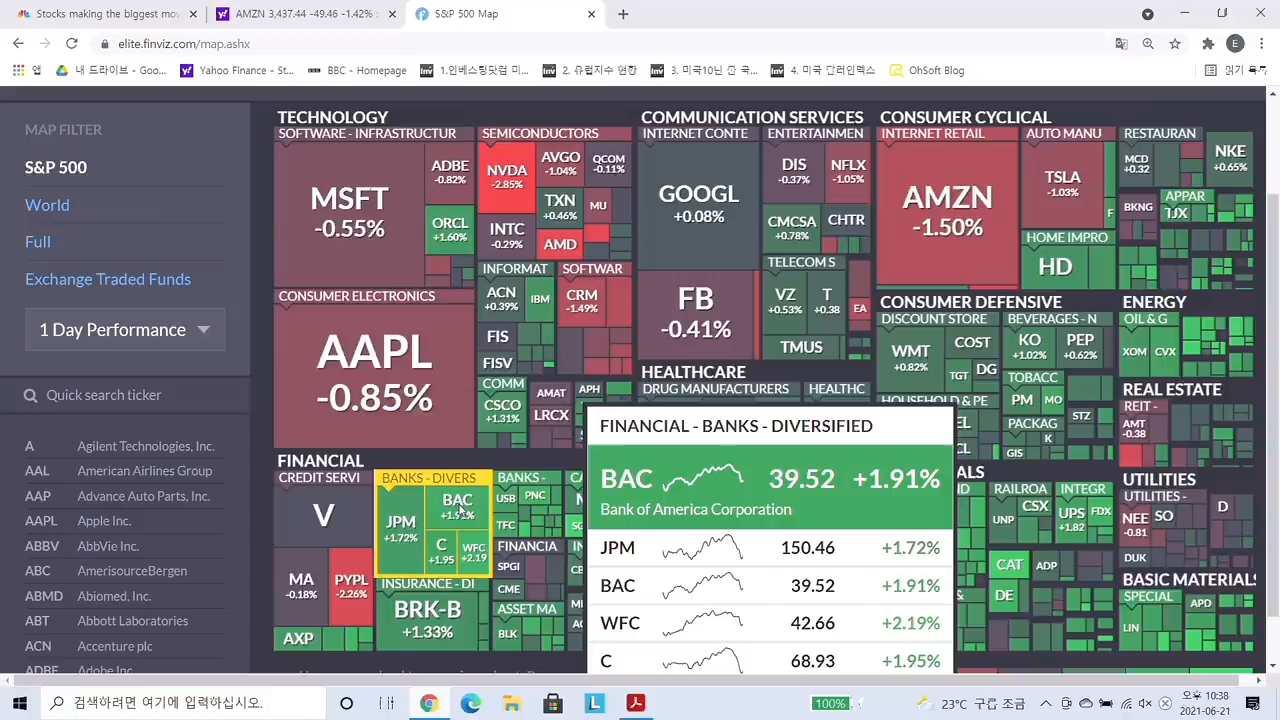 Stocks making the biggest mov
AMZN 3,437.44 -49.46 -1.42% :
S&P 500 Map
elite.finviz.com/map.ashx
E
앱
내 드라이브 - Goo...
Yahoo Finance - St...
BBC - Homepage
1.인베스팅닷컴 미...
2. 유럽지수 현황
3. 미국10년 준 국...
4. 미국 단러인엑스
OhSoft Blog
읽기 목록
MAP FILTER
S&P 500
World
Full
Exchange Traded Funds
1 Day Performance
Quick search ticker
A Agilent Technologies, Inc.
AAL American Airlines Group
AAP Advance Auto Parts, Inc.
AAPL Apple Inc.
ABBV AbbVie Inc.
ABC AmerisourceBergen
ABMD Abiomed, Inc.
ABT Abbott Laboratories
ACN Accenture plc
ADBE Adobe Inc.
TECHNOLOGY
SOFTWARE - INFRASTRUCTUR
MSFT
-0.55%
ADBE
-0.82%
ORCL
+1.60%
SEMICONDUCTORS
NVDA
-2.85%
AVGO
-1.04%
QCOM
-0.11%
TXN
+0.46%
MU
INTC
-0.29%
AMD
CONSUMER ELECTRONICS
AAPL
-0.85%
INFORMAT
ACN
+0.39%
IBM
FIS
FISV
SOFTWAR
CRM
-1.49%
COMM
CSCO
+1.31%
AMAT
LRCX
APH
COMMUNICATION SERVICES
INTERNET CONTE
GOOGL
+0.08%
FB
-0.41%
ENTERTAINMEN
DIS
-0.37%
NFLX
-1.05%
CMCSA
+0.78%
CHTR
TELECOM S
VZ
+0.53%
T
+0.38
TMUS
EA
CONSUMER CYCLICAL
INTERNET RETAIL
AMZN
-1.50%
AUTO MANU
TSLA
-1.03%
F
HOME IMPRO
HD
RESTAURAN
MCD
+0.32
NKE
+0.65%
BKNG
APPAR
TJX
CONSUMER DEFENSIVE
DISCOUNT STORE
WMT
+0.82%
COST
TGT
DG
BEVERAGES - N
KO
+1.02%
PEP
+0.62%
TOBACC
PM
MO
PACKAG
K
GIS
STZ
HOUSEHOLD & PE
EL
CL
ENERGY
OIL & G
XOM
CVX
REAL ESTATE
REIT -
AMT
-0.38
HEALTHCARE
DRUG MANUFACTURERS
HEALTHC
FINANCIAL
CREDIT SERVI
V
MA
-0.18%
PYPL
-2.26%
AXP
BANKS - DIVERS
JPM
+1.72%
BAC
+1.91%
C
+1.95
WFC
+2.19
INSURANCE - DI
BRK-B
+1.33%
BANKS -
USB
PNC
TFC
FINANCIA
SPGI
CME
ASSET MA
BLK
FINANCIAL - BANKS - DIVERSIFIED
BAC 39.52 +1.91%
Bank of America Corporation
JPM 150.46 +1.72%
BAC 39.52 +1.91%
WFC 42.66 +2.19%
C 68.93 +1.95%
ALS
RAILROA
UNP
CSX
INTEGR
UPS
+1.82
FDX
CAT
DE
ADP
UTILITIES
UTILITIES -
NEE
-0.81
SO
D
DUK
BASIC MATERIALS
SPECIAL
LIN
APD
검색하려면 여기에 입력하십시오.
100%
23°C 구름 조금
오후 10:38
2021-06-21